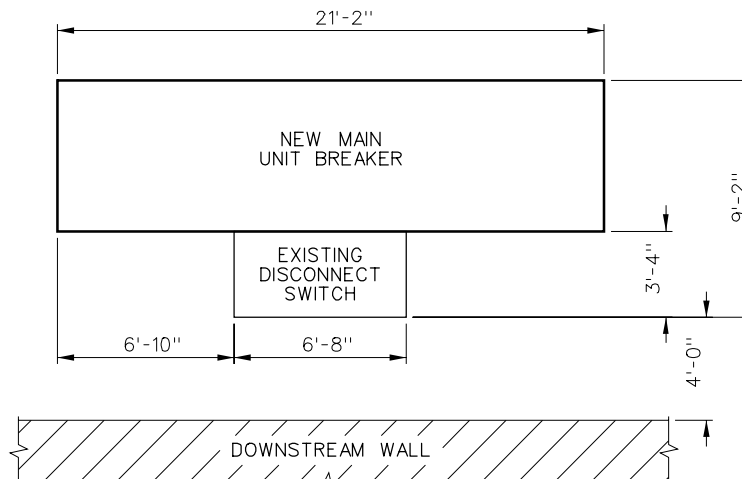 21'-2"
NEW MAIN
UNIT BREAKER
9'-2"
EXISTING
DISCONNECT
SWITCH
3'-4"
6'-10"
6'-8"
4'-0"
DOWNSTREAM WALL